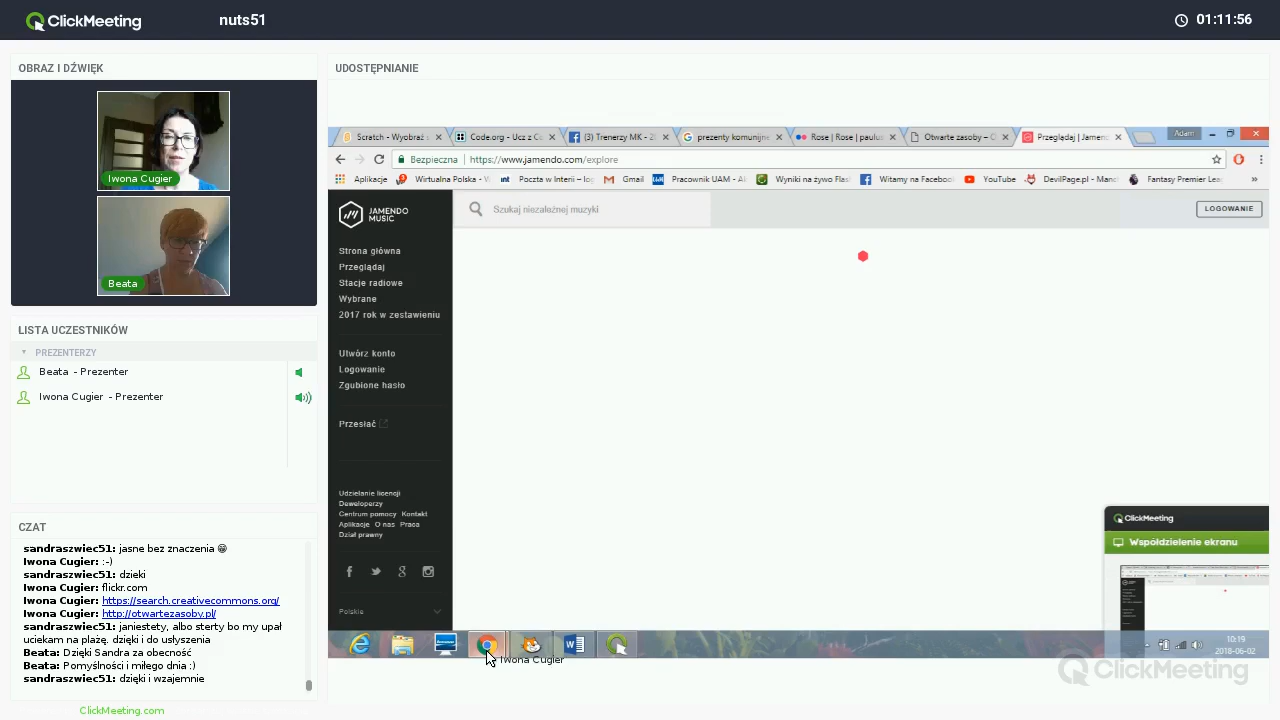 ClickMeeting
nuts51
01:11:56
OBRAZ I DŹWIĘK
Iwona Cugier
Beata
LISTA UCZESTNIKÓW
PREZENTERZY
Beata - Prezenter
Iwona Cugier - Prezenter
CZAT
sandraszwiec51: jasne bez znaczenia 😀
Iwona Cugier: :-)
sandraszwiec51: dzieki
Iwona Cugier: flickr.com
Iwona Cugier: https://search.creativecommons.org/
Iwona Cugier: http://otwartezasoby.pl/
sandraszwiec51: janiestety, albo sterty bo my upał
uciekam na plażę. dzięki i do usłyszenia
Beata: Dzięki Sandra za obecność
Beata: Pomyślności i miłego dnia :)
sandraszwiec51: dzięki i wzajemnie
ClickMeeting.com
UDOSTĘPNIANIE
Scratch - Wyobraź s
Code.org - Ucz z C
(3) Trenerzy MK - 2
prezenty komunijne
Rose | Rose | paulus
Otwarte zasoby – C
Przeglądaj | Jamen
Adam
Bezpieczna
https://www.jamendo.com/explore
Aplikacje
Wirtualna Polska - W
Poczta w Interii – log
Gmail
Pracownik UAM - Ak
Wyniki na żywo Flash
Witamy na Facebook
YouTube
DevilPage.pl - Manc
Fantasy Premier Lea
»
JAMENDO
MUSIC
Szukaj niezależnej muzyki
LOGOWANIE
Strona główna
Przeglądaj
Stacje radiowe
Wybrane
2017 rok w zestawieniu
Utwórz konto
Logowanie
Zgubione hasło
Przesłać
Udzielanie licencji
Deweloperzy
Centrum pomocy Kontakt
Aplikacje O nas Praca
Dział prawny
Polskie
ClickMeeting
Współdzielenie ekranu
10:19
2018-06-02
Iwona Cugier
ClickMeeting